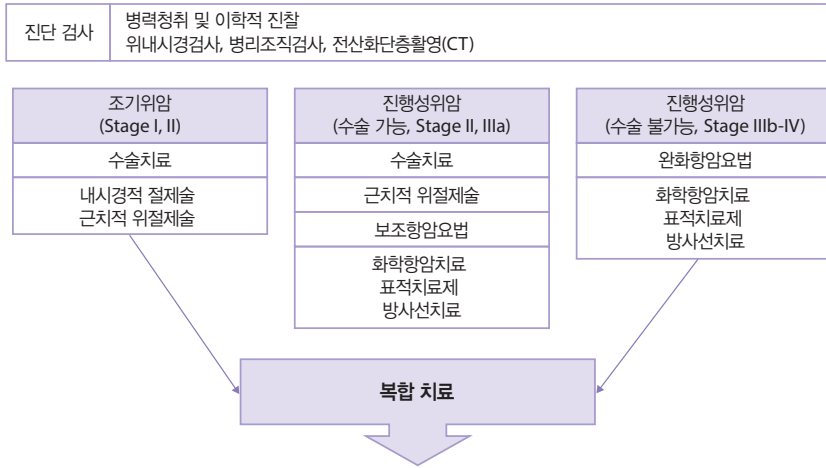 진단 검사
병력청취 및 이학적 진찰
위내시경검사, 병리조직검사, 전산화단층촬영(CT)
조기위암
(Stage I, II)
수술치료
내시경적 절제술
근치적 위절제술
진행성위암
(수술 가능, Stage II, IIIa)
수술치료
근치적 위절제술
보조항암요법
화학항암치료
표적치료제
방사선치료
진행성위암
(수술 불가능, Stage IIIb-IV)
완화항암요법
화학항암치료
표적치료제
방사선치료
복합 치료